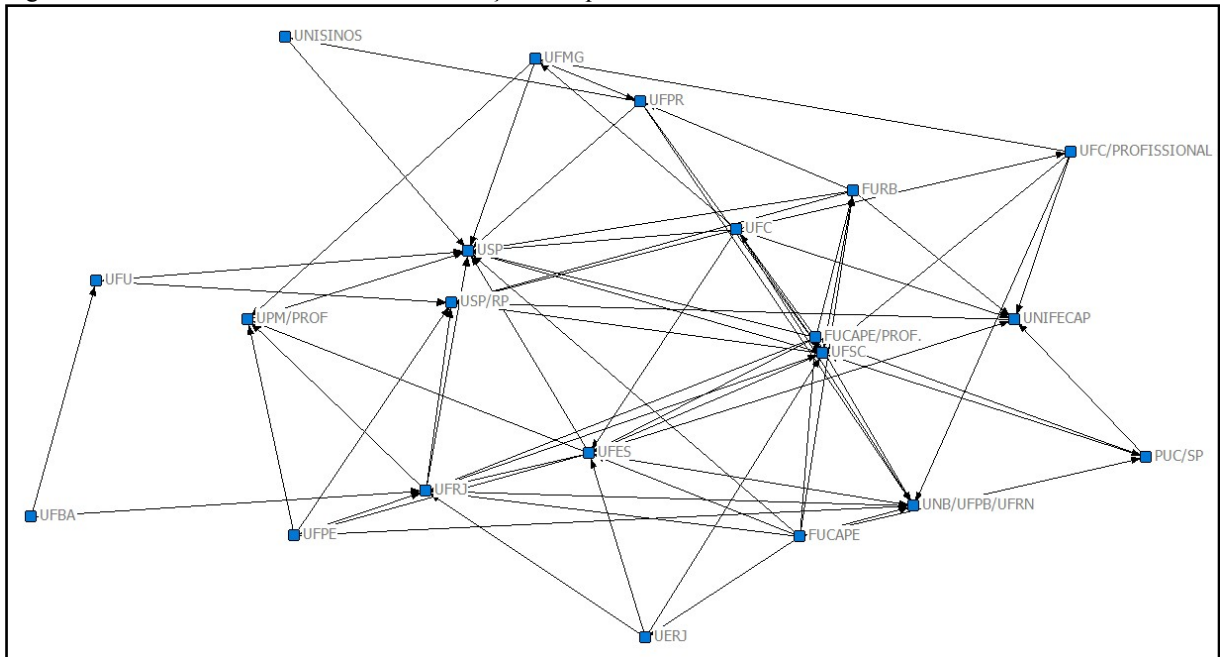 UNISINOS
UFMG
UFPR
UFC/PROFISSIONAL
FURB
UFC
USP
UFU
USP/RP
UPM/PROF
UNIFECAP
FUCAPE/PROF.
UFSC
UFES
PUC/SP
UFRJ
UNB/UFPB/UFRN
UFBA
UFPE
FUCAPE
UERJ